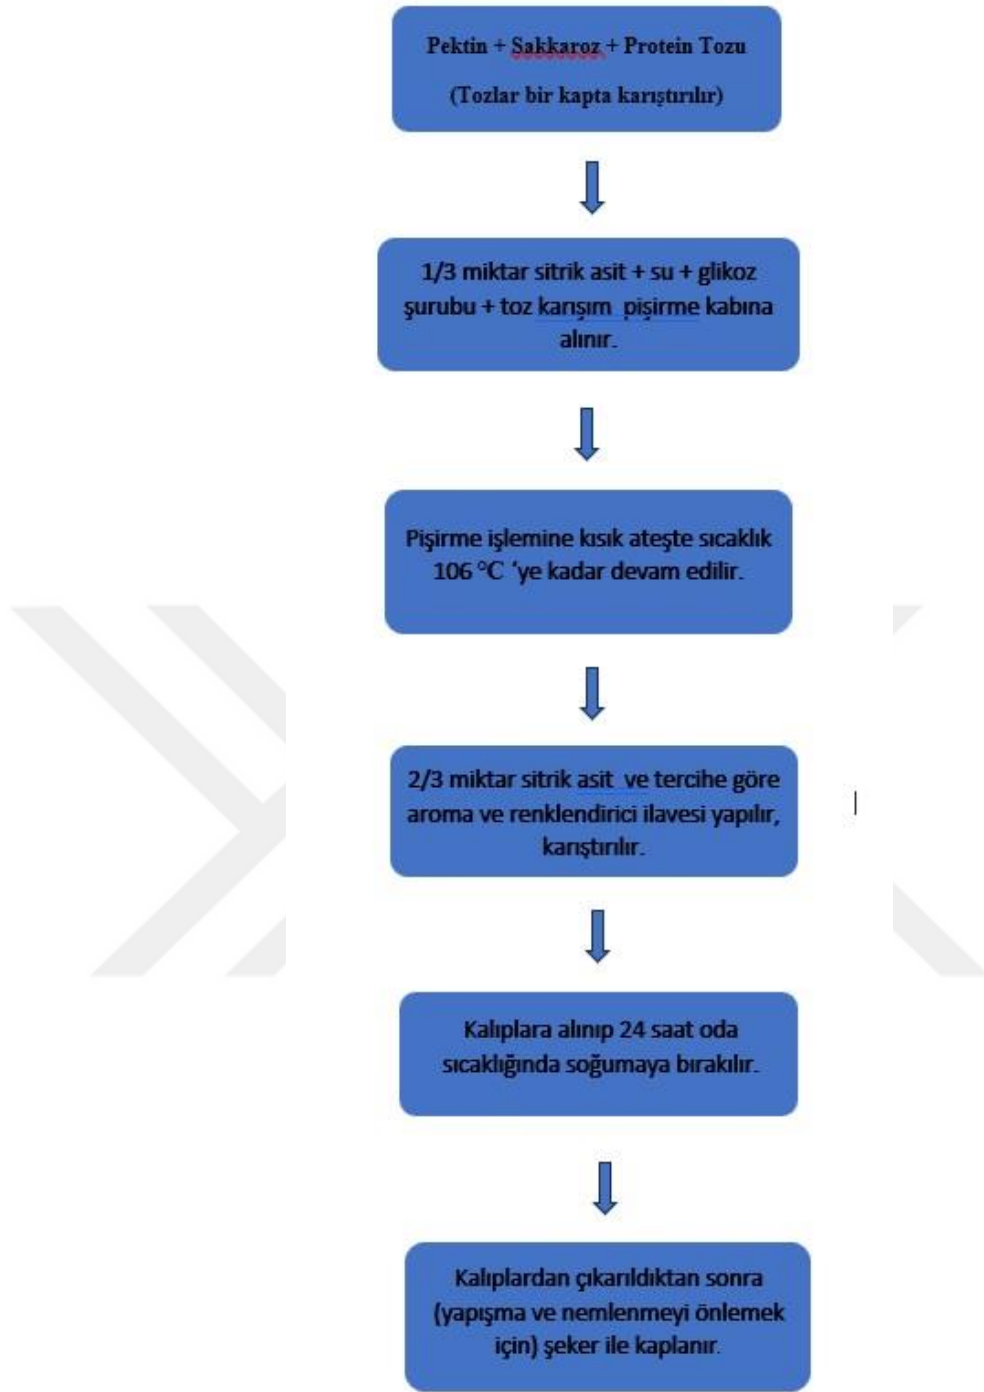 Pektin + Sakkaroz + Protein Tozu
(Tozlar bir kapta karıştırılır)
1/3 miktar sitrik asit + su + glikoz
şurubu + toz karışım pişirme kabına
alınır.
Pişirme işlemine kısık ateşte sıcaklık
106 °C ‘ye kadar devam edilir.
2/3 miktar sitrik asit ve tercihe göre
aroma ve renklendirici ilavesi yapılır,
karıştırılır.
Kalıplara alınıp 24 saat oda
sıcaklığında soğumaya bırakılır.
Kalıplardan çıkarıldıktan sonra
(yapışma ve nemlenmeyi önlemek
için) şeker ile kaplanır.